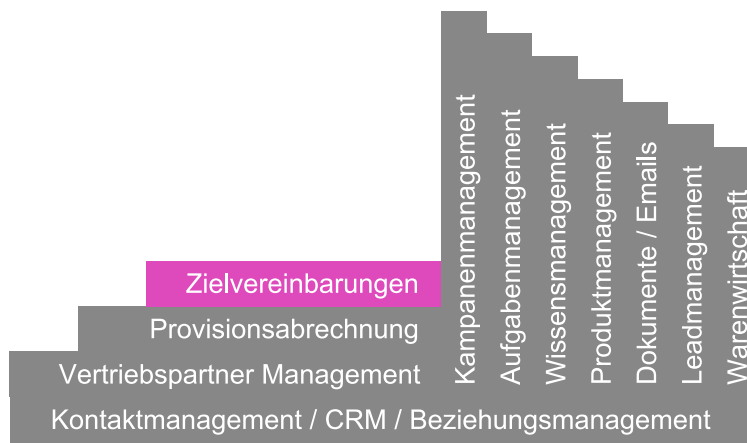 Zielvereinbarungen
Provisionsabrechnung
Vertriebspartner Management
Kontaktmanagement / CRM / Beziehungsmanagement
Kampanenmanagement
Aufgabenmanagement
Wissensmanagement
Produktmanagement
Dokumente / Emails
Leadmanagement
Warenwirtschaft